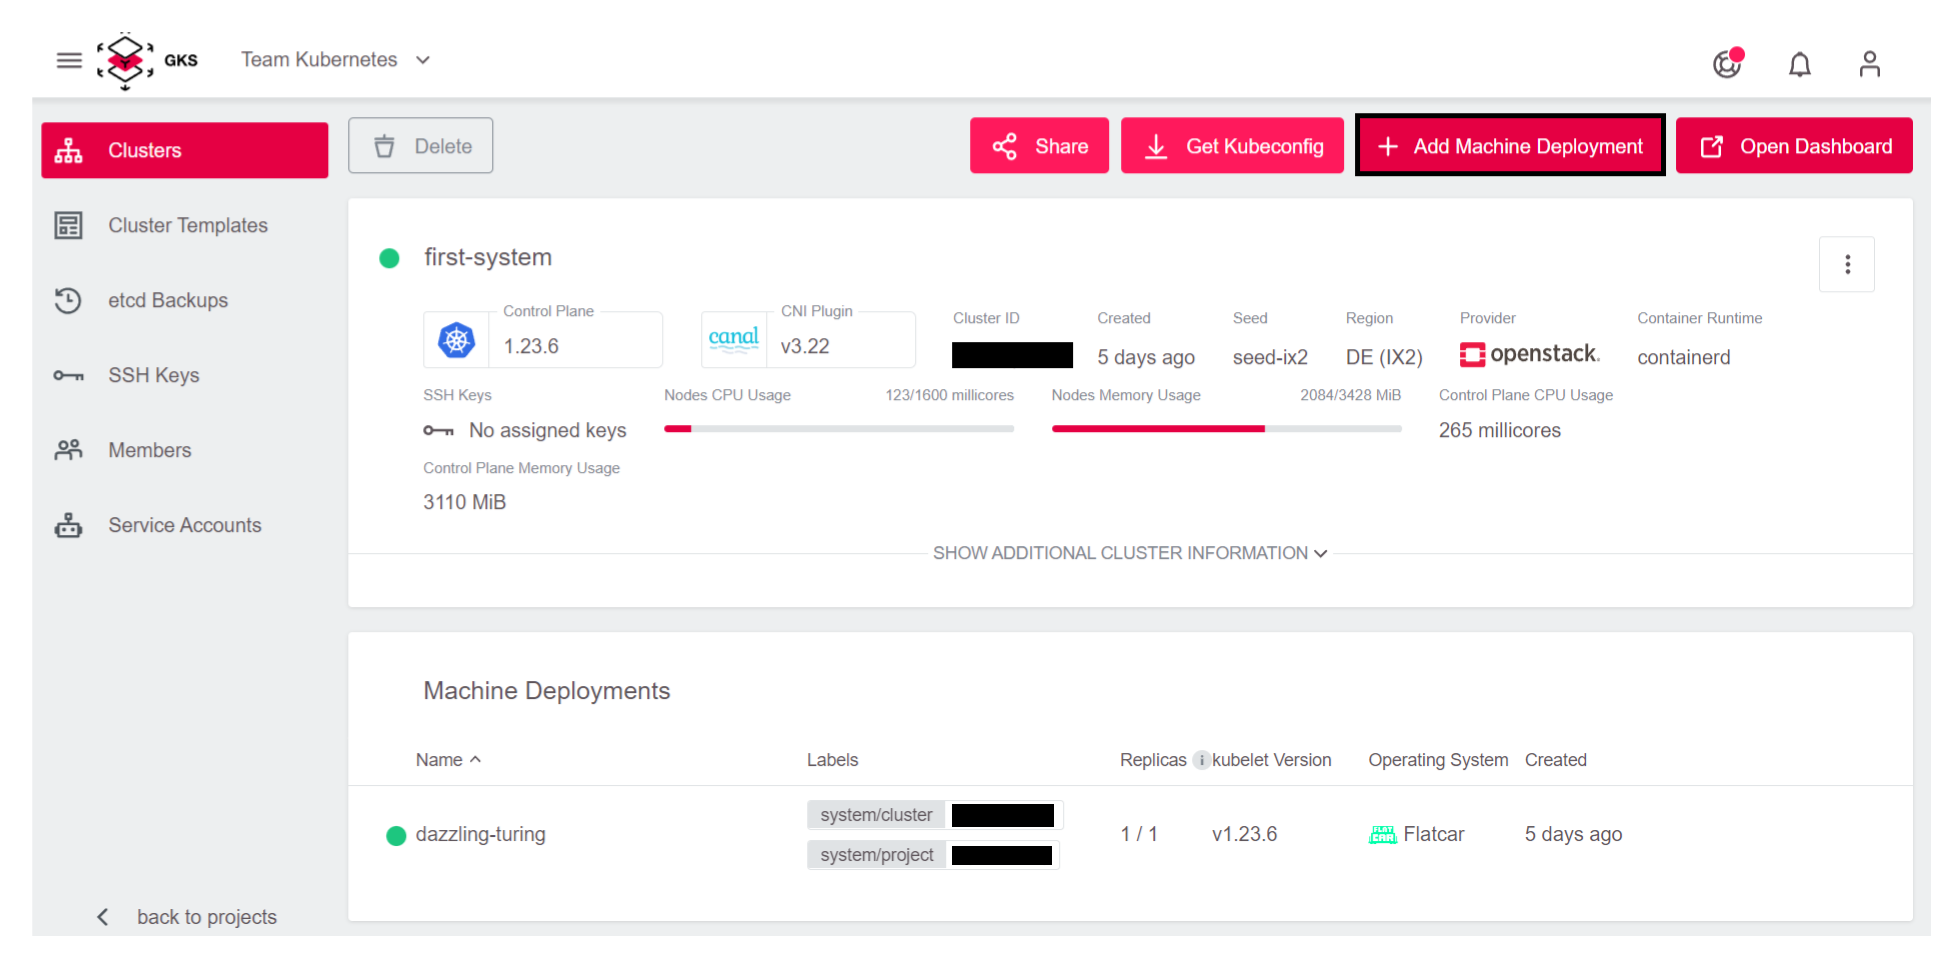 GKS Team Kubernetes
Clusters
Cluster Templates
etcd Backups
SSH Keys
Members
Service Accounts
back to projects
Delete Share Get Kubeconfig Add Machine Deployment Open Dashboard
first-system
Control Plane CNI Plugin Cluster ID Created Seed Region Provider Container Runtime
1.23.6 canal v3.22 5 days ago seed-ix2 DE (IX2) openstack. containerd
SSH Keys Nodes CPU Usage 123/1600 millicores Nodes Memory Usage 2084/3428 MiB Control Plane CPU Usage
No assigned keys 265 millicores
Control Plane Memory Usage
3110 MiB
SHOW ADDITIONAL CLUSTER INFORMATION
Machine Deployments
Name Labels Replicas i kubelet Version Operating System Created
system/cluster
dazzling-turing 1 / 1 v1.23.6 FLAT CAR Flatcar 5 days ago
system/project